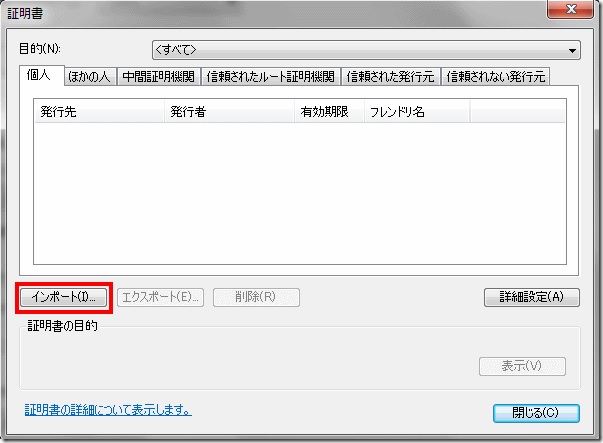 証明書
目的(N):
<すべて>
個人 ほかの人 中間証明機関 信頼されたルート証明機関 信頼された発行元 信頼されない発行元
発行先 発行者 有効期限 フレンドリ名
インポート(I)... エクスポート(E)... 削除(R) 詳細設定(A)
証明書の目的
表示(V)
証明書の詳細について表示します。
閉じる(C)